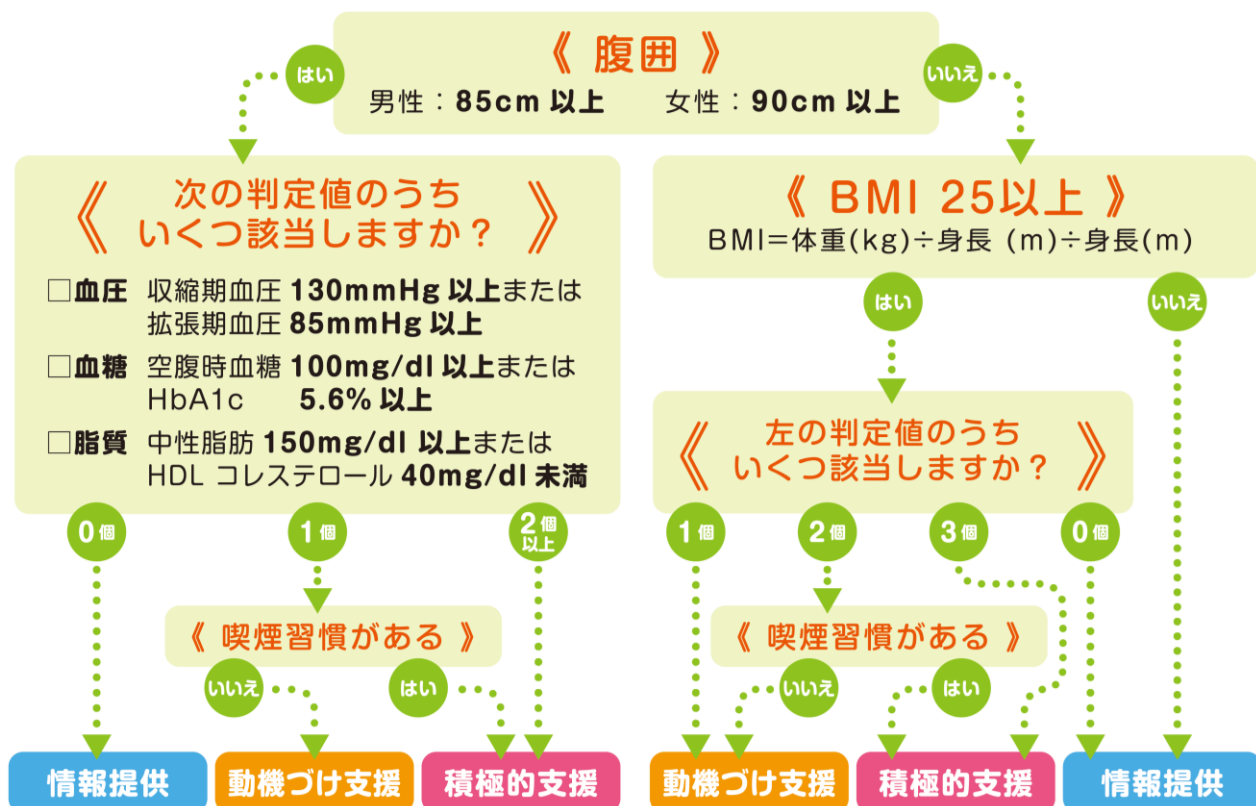 《 腹囲 》
はい
いいえ
男性：85cm 以上 女性：90cm 以上
《 次の判定値のうち
いくつ該当しますか？ 》
□血圧 収縮期血圧 130mmHg 以上または
拡張期血圧 85mmHg 以上
□血糖 空腹時血糖 100mg/dl 以上または
HbA1c 5.6% 以上
□脂質 中性脂肪 150mg/dl 以上または
HDL コレステロール 40mg/dl 未満
0個
1個
2個
以上
《 喫煙習慣がある 》
いいえ
はい
情報提供
動機づけ支援
積極的支援
《 BMI 25以上 》
BMI=体重(kg)÷身長 (m)÷身長(m)
はい
いいえ
《 左の判定値のうち
いくつ該当しますか？ 》
1個
2個
3個
0個
《 喫煙習慣がある 》
いいえ
はい
動機づけ支援
積極的支援
情報提供